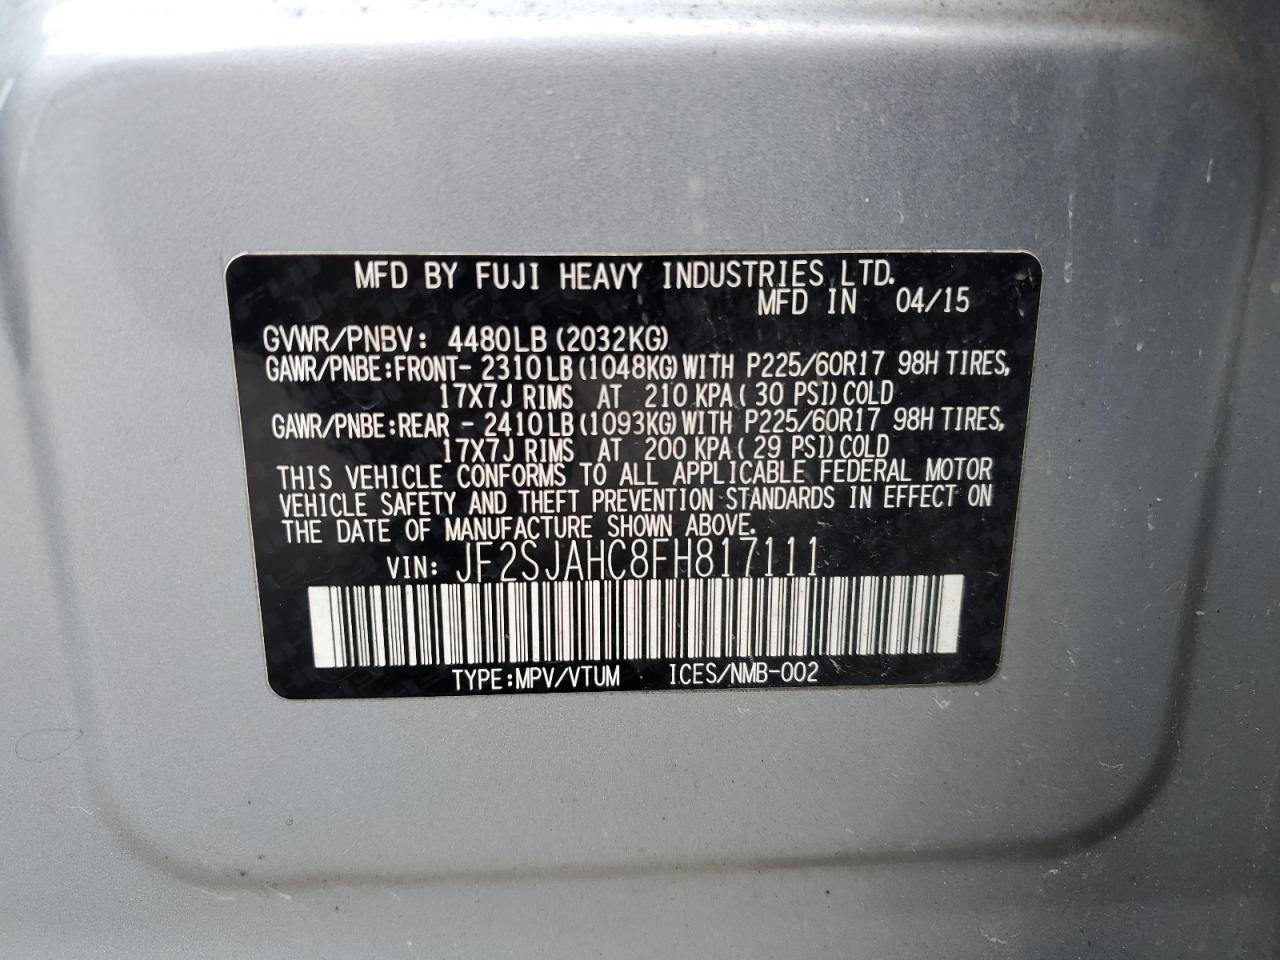 MFD BY FUJI HEAVY INDUSTRIES LTD.
MFD IN 04/15
GVWR/PNBV: 4480LB (2032KG)
GAWR/PNBE:FRONT- 2310LB (1048KG) WITH P225/60R17 98H TIRES,
17X7J RIMS AT 210 KPA ( 30 PSI) COLD
GAWR/PNBE:REAR - 2410LB (1093KG) WITH P225/60R17 98H TIRES,
17X7J RIMS AT 200 KPA ( 29 PSI) COLD
THIS VEHICLE CONFORMS TO ALL APPLICABLE FEDERAL MOTOR
VEHICLE SAFETY AND THEFT PREVENTION STANDARDS IN EFFECT ON
THE DATE OF MANUFACTURE SHOWN ABOVE.
VIN: JF2SJAHC8FH817111
TYPE:MPV/VTUM ICES/NMB-002